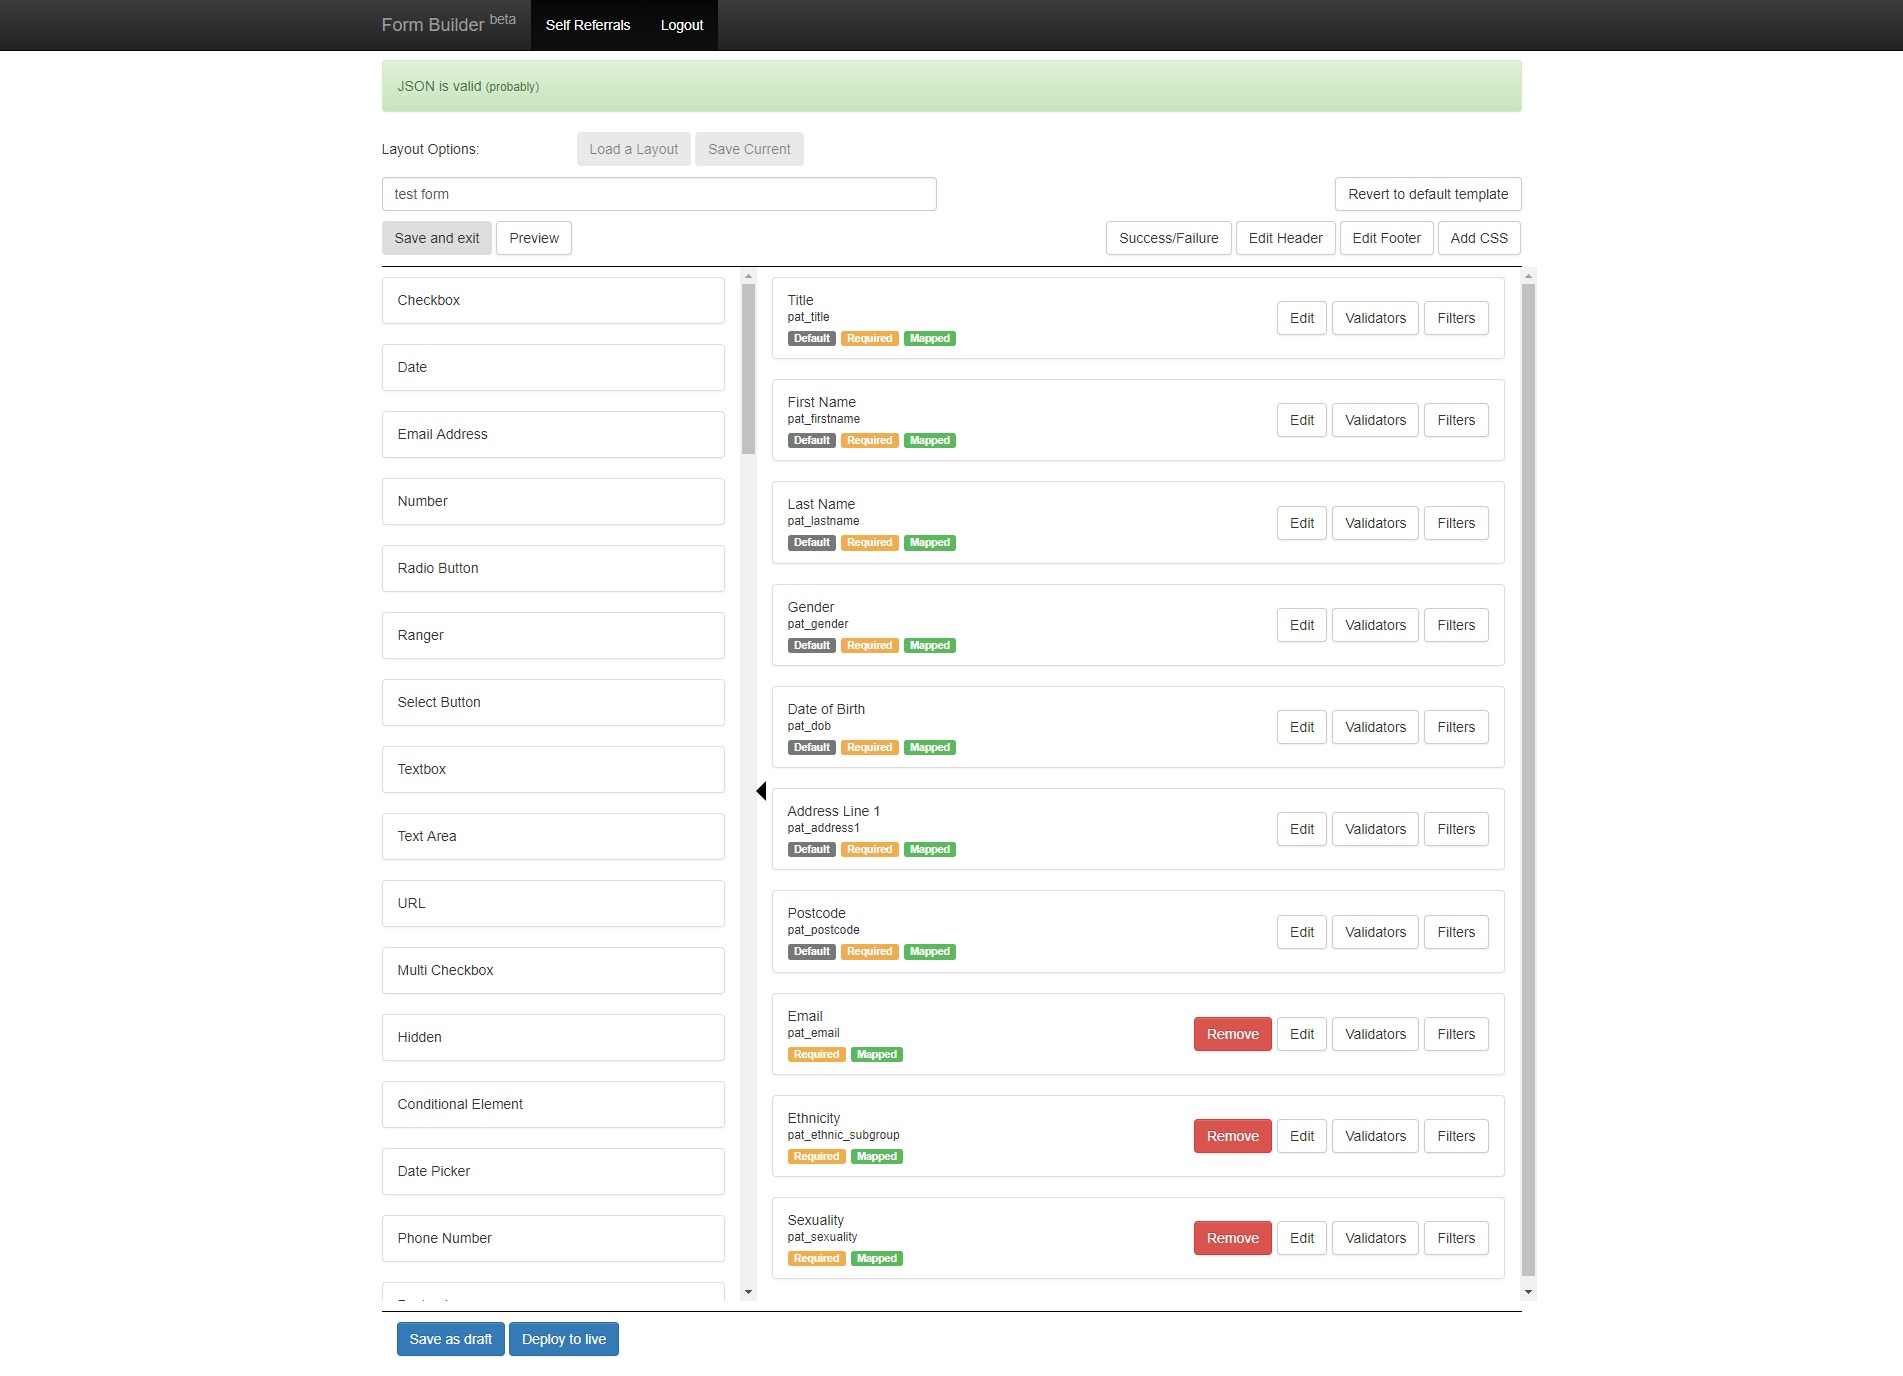 Form Builder beta Self Referrals Logout
JSON is valid (probably)
Layout Options: Load a Layout Save Current
test form Revert to default template
Save and exit Preview Success/Failure Edit Header Edit Footer Add CSS
Checkbox
Date
Email Address
Number
Radio Button
Ranger
Select Button
Textbox
Text Area
URL
Multi Checkbox
Hidden
Conditional Element
Date Picker
Phone Number
Title
pat_title
Default Required Mapped
Edit Validators Filters
First Name
pat_firstname
Default Required Mapped
Edit Validators Filters
Last Name
pat_lastname
Default Required Mapped
Edit Validators Filters
Gender
pat_gender
Default Required Mapped
Edit Validators Filters
Date of Birth
pat_dob
Default Required Mapped
Edit Validators Filters
Address Line 1
pat_address1
Default Required Mapped
Edit Validators Filters
Postcode
pat_postcode
Default Required Mapped
Edit Validators Filters
Email
pat_email
Required Mapped
Remove Edit Validators Filters
Ethnicity
pat_ethnic_subgroup
Required Mapped
Remove Edit Validators Filters
Sexuality
pat_sexuality
Required Mapped
Remove Edit Validators Filters
Save as draft Deploy to live